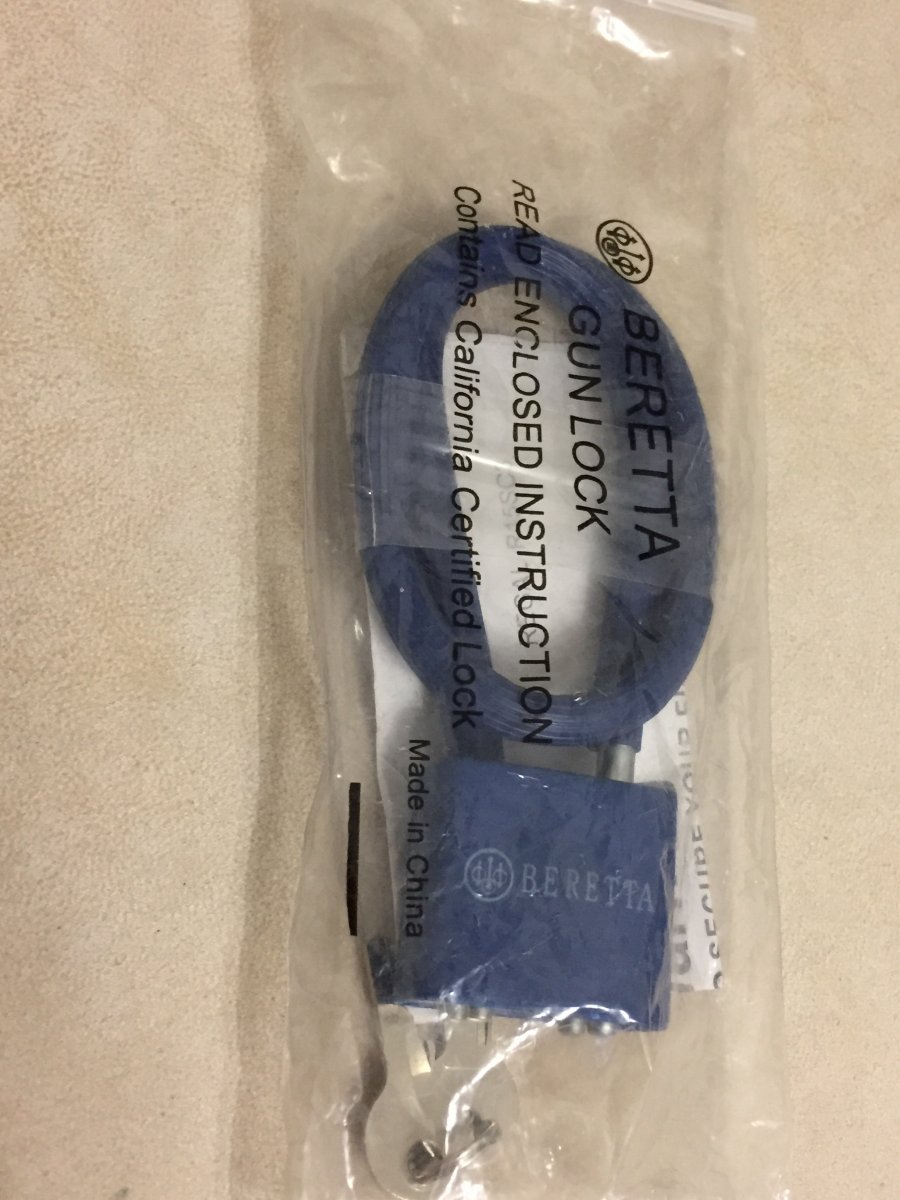 BERETTA
GUN LOCK
READ ENCLOSED INSTRUCTION
Contains California Certified Lock
Made in China
BERETTA